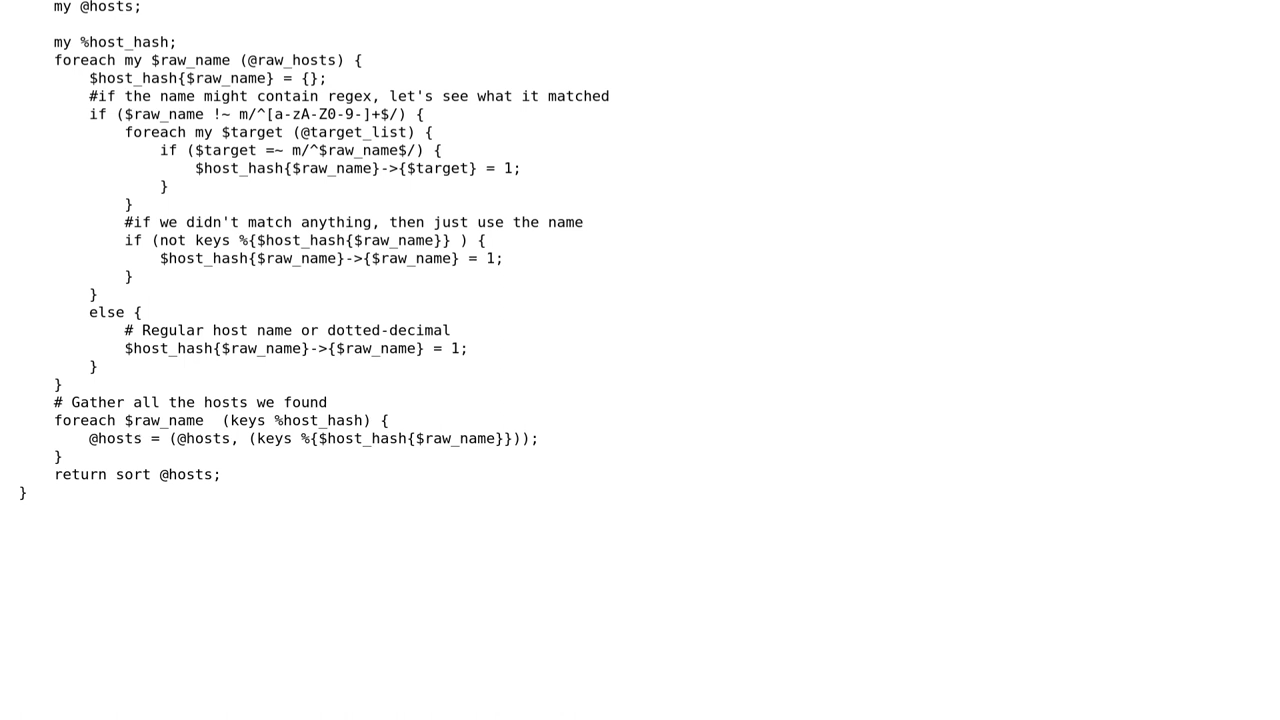 my @hosts;

my %host_hash;
foreach my $raw_name (@raw_hosts) {
    $host_hash{$raw_name} = {};
    #if the name might contain regex, let's see what it matched
    if ($raw_name !~ m/^[a-zA-Z0-9-]+$/) {
        foreach my $target (@target_list) {
            if ($target =~ m/^$raw_name$/) {
                $host_hash{$raw_name}->{$target} = 1;
            }
        }
        #if we didn't match anything, then just use the name
        if (not keys %{$host_hash{$raw_name}} ) {
            $host_hash{$raw_name}->{$raw_name} = 1;
        }
    }
    else {
        # Regular host name or dotted-decimal
        $host_hash{$raw_name}->{$raw_name} = 1;
    }
}
# Gather all the hosts we found
foreach $raw_name  (keys %host_hash) {
    @hosts = (@hosts, (keys %{$host_hash{$raw_name}}));
}
return sort @hosts;
}